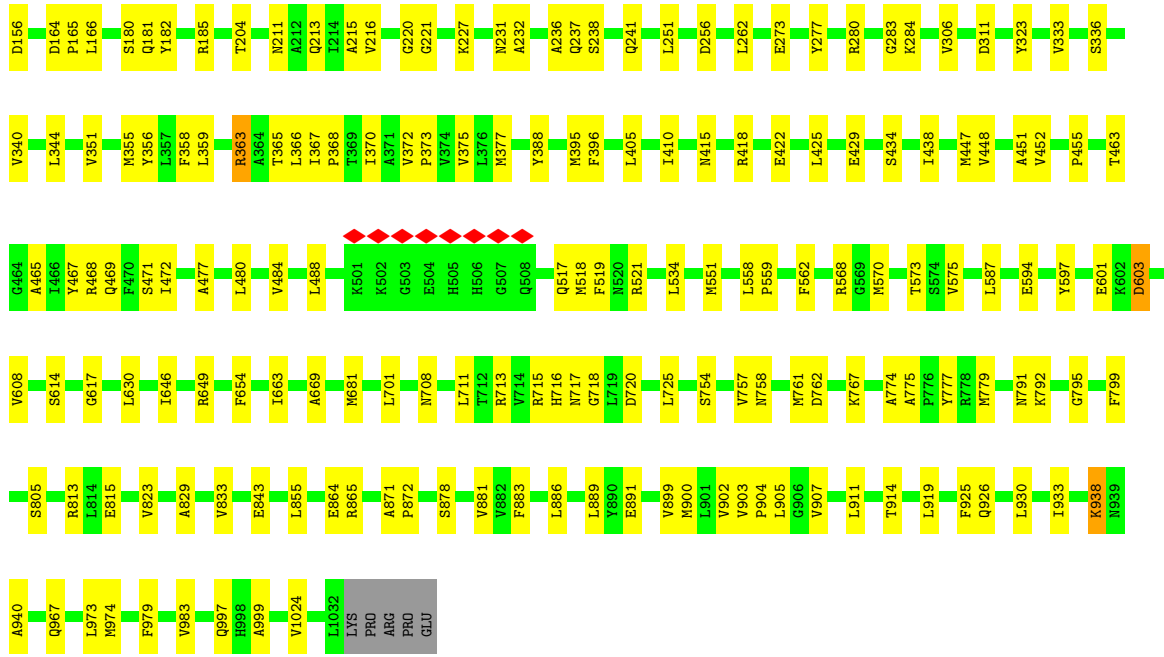 D156 D164 P165 L166 S180 Q181 Y182 R185 T204 N211 A212 Q213 I214 A215 V216 G220 G221 K227 N231 A232 A236 Q237 S238 Q241 L251 D256 L262 E273 Y277 R280 G283 K284 V306 D311 Y323 V333 S336
V340 L344 V351 M355 Y356 L357 F358 L359 R363 A364 T365 L366 I367 P368 T369 I370 A371 V372 P373 V374 V375 L376 M377 Y388 M395 F396 L405 I410 N415 R418 E422 L425 E429 S434 I438 M447 V448 A451 V452 P455 T463
G464 A465 I466 Y467 R468 Q469 F470 S471 I472 A477 L480 V484 L488 K501 K502 G503 E504 H505 H506 G507 Q508 Q517 M518 F519 N520 R521 L534 M551 L558 P559 F562 R568 G569 M570 T573 S574 V575 L587 E594 Y597 E601 K602 D603
V608 S614 G617 L630 I646 R649 F654 I663 A669 M681 L701 N708 L711 T712 R713 V714 R715 H716 N717 G718 L719 D720 L725 S754 V757 N758 M761 D762 K767 A774 A775 P776 Y777 R778 M779 N791 K792 G795 F799
S805 R813 L814 E815 V823 A829 V833 E843 L855 E864 R865 A871 P872 S878 V881 V882 F883 L886 L889 Y890 E891 V899 M900 L901 V902 V903 P904 L905 G906 V907 L911 T914 L919 F925 Q926 L930 I933 K938 N939
A940 Q967 L973 M974 F979 V983 Q997 H998 A999 V1024 L1032 LYS PRO ARG PRO GLU